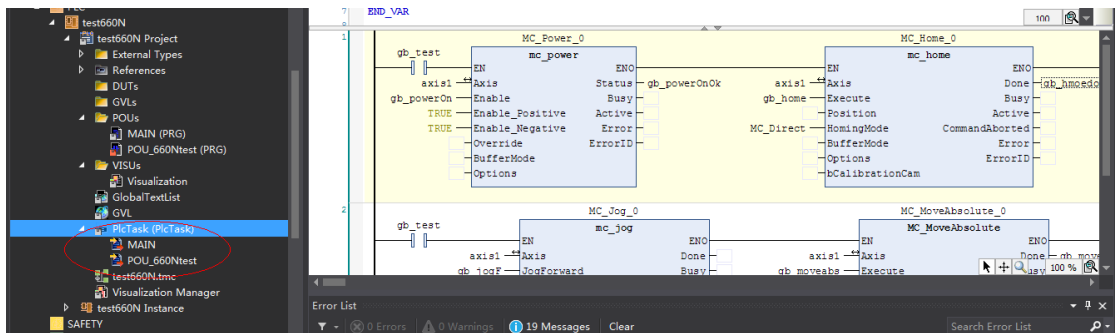 test660N
test660N Project
External Types
References
DUTs
GVLs
POUs
MAIN (PRG)
POU_660Ntest (PRG)
VISUs
Visualization
GlobalTextList
GVL
PlcTask (PlcTask)
MAIN
POU_660Ntest
test660N.tmc
Visualization Manager
test660N Instance
SAFETY
7 END_VAR
100
1
MC_Power_0 MC_Home_0
gb_test mc_power mc_home
EN ENO EN ENO
axis1 Axis Status gb_powerOnOk axis1 Axis Done gb_hmoedo
gb_powerOn Enable Busy gb_home Execute Busy
TRUE Enable_Positive Active Position Active
TRUE Enable_Negative Error MC_Direct HomingMode CommandAborted
Override ErrorID BufferMode Error
BufferMode Options ErrorID
Options bCalibrationCam
2
MC_Jog_0 MC_MoveAbsolute_0
gb_test mc_jog MC_MoveAbsolute
EN ENO EN ENO
axis1 Axis Done axis1 Axis Done gb_move
gb_jogF JogForward Busy gb_moveabs Execute Busy
100 %
Error List
0 Errors 0 Warnings 19 Messages Clear Search Error List